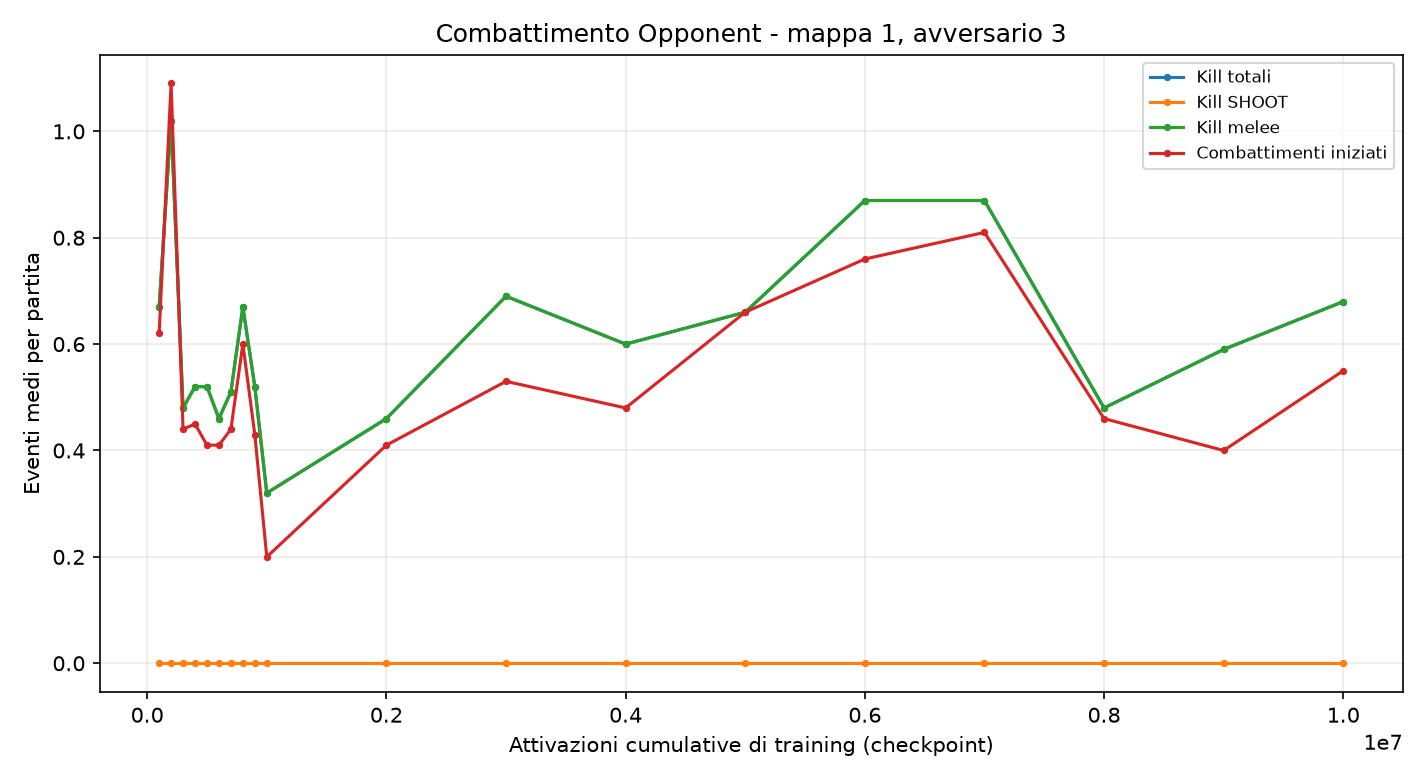 Combattimento Opponent - mappa 1, avversario 3
Kill totali
Kill SHOOT
Kill melee
Combattimenti iniziati
Eventi medi per partita
1.0
0.8
0.6
0.4
0.2
0.0
0.0 0.2 0.4 0.6 0.8 1.0
1e7
Attivazioni cumulative di training (checkpoint)